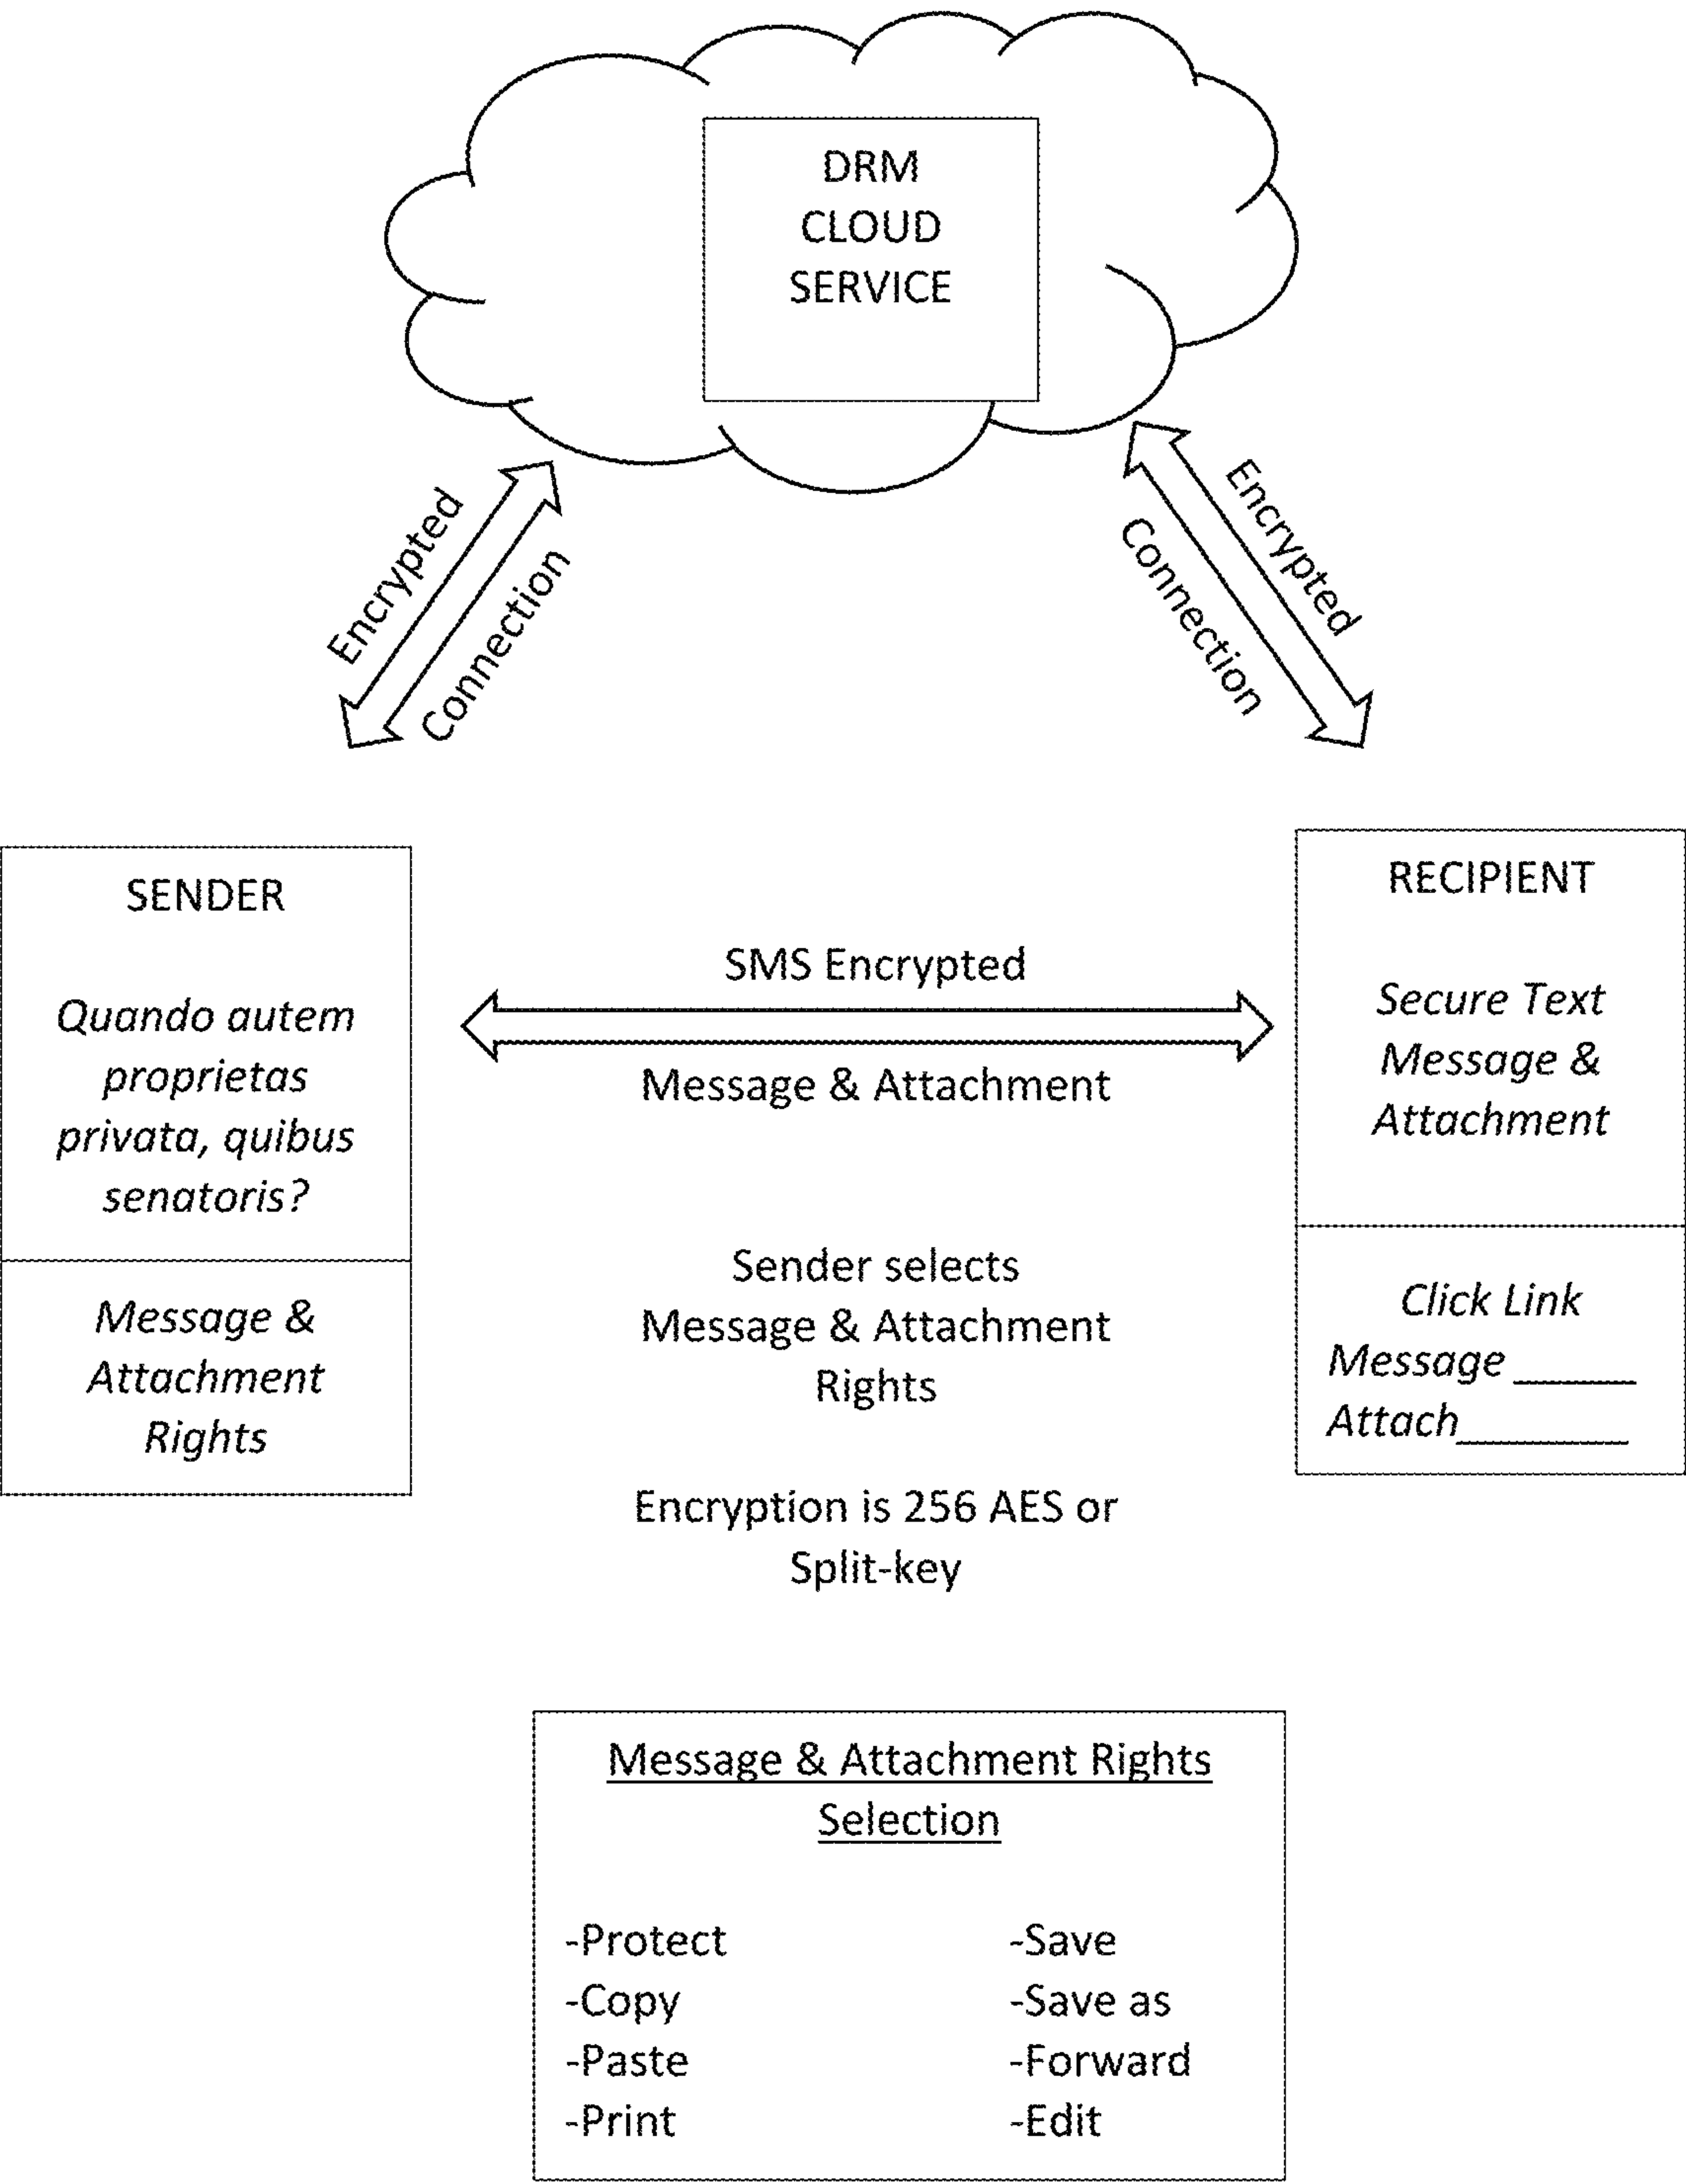 DRM
CLOUD
SERVICE
Encrypted
Connection
Encrypted
Connection
SENDER
Quando autem
proprietas
privata, quibus
senatoris?
Message &
Attachment
Rights
SMS Encrypted
Message & Attachment
Sender selects
Message & Attachment
Rights
Encryption is 256 AES or
Split-key
RECIPIENT
Secure Text
Message &
Attachment
Click Link
Message ______
Attach________
Message & Attachment Rights
Selection
-Protect
-Copy
-Paste
-Print
-Save
-Save as
-Forward
-Edit